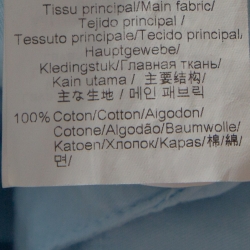 Tissu principal/Main fabric/
Tejido principal /
Tessuto principale/Tecido principal/
Hauptgewebe/
Kledingstuk/Главная ткань/
Kain utama / 主要结构/
主な生地 / 메인 패브릭
100% Coton/Cotton/Algodon/
Cotone/Algodão/Baumwolle/
Katoen/Хлопок/Kapas/棉/綿/
면/